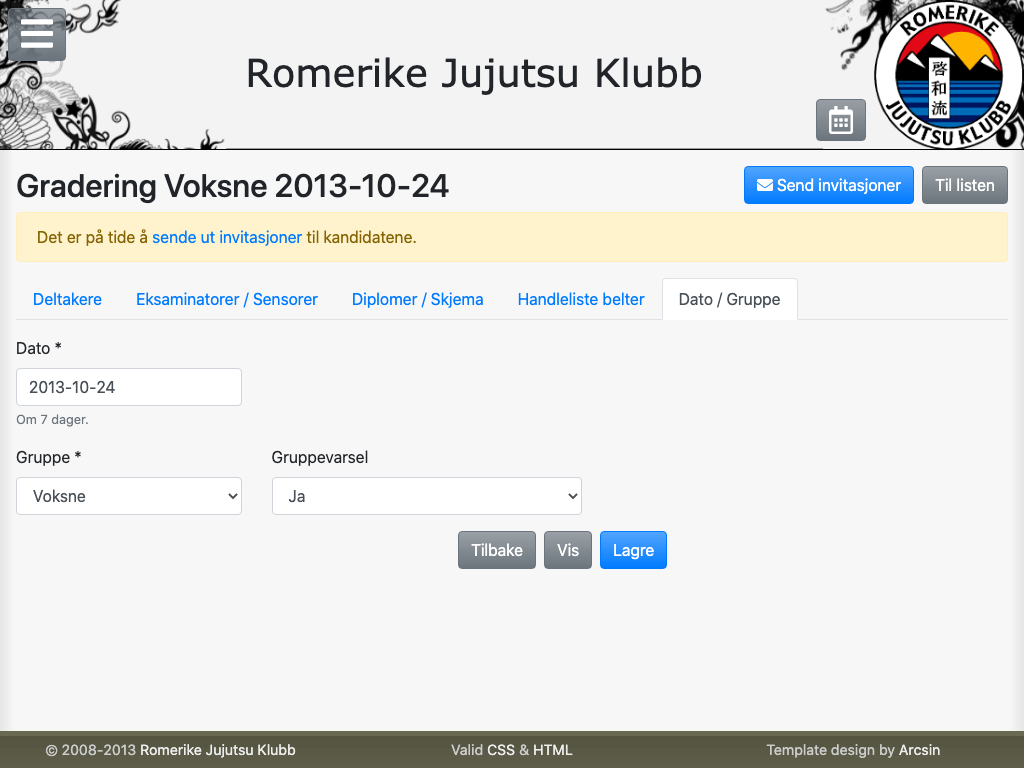 Romerike Jujutsu Klubb
ROMERIKE
啓和流
JUJUTSU KLUBB
Gradering Voksne 2013-10-24
Send invitasjoner
Til listen
Det er på tide å sende ut invitasjoner til kandidatene.
Deltakere
Eksaminatorer / Sensorer
Diplomer / Skjema
Handleliste belter
Dato / Gruppe
Dato *
2013-10-24
Om 7 dager.
Gruppe *
Gruppevarsel
Voksne
Ja
Tilbake
Vis
Lagre
© 2008-2013 Romerike Jujutsu Klubb
Valid CSS & HTML
Template design by Arcsin